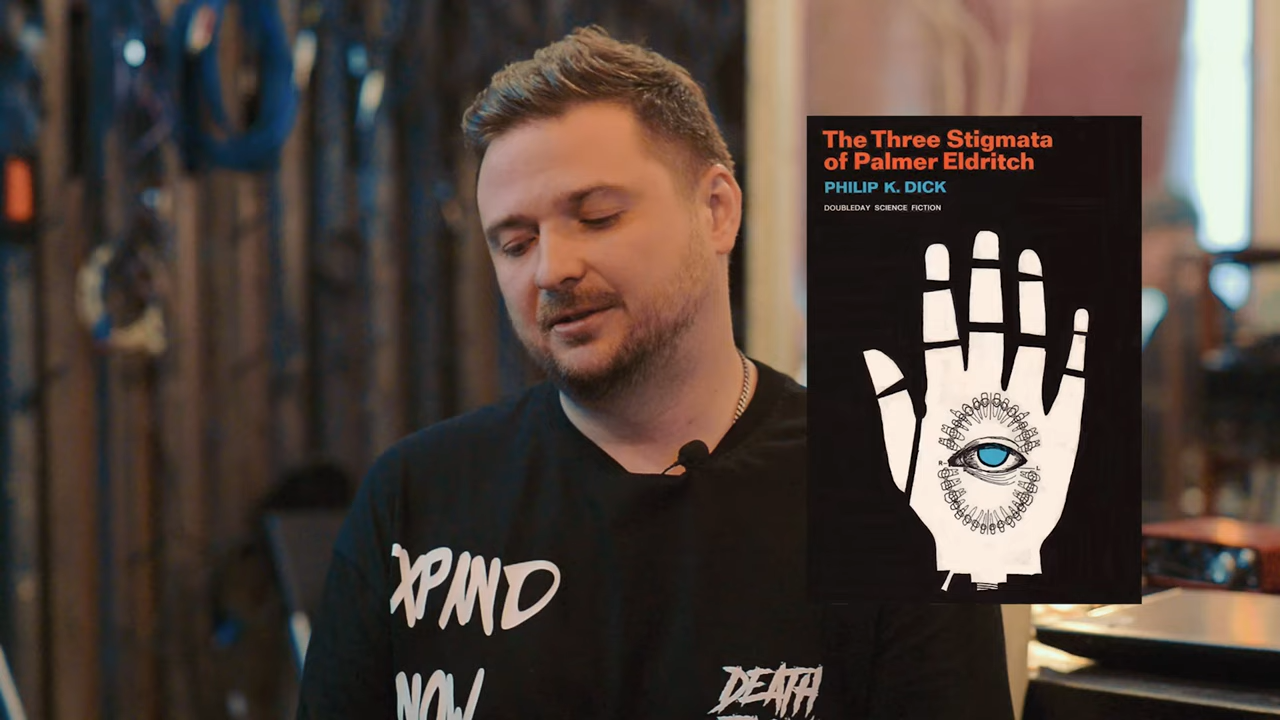 The Three Stigmata
of Palmer Eldritch
PHILIP K. DICK
DOUBLEDAY SCIENCE FICTION
R
L
XPAND
NOW
DEATH